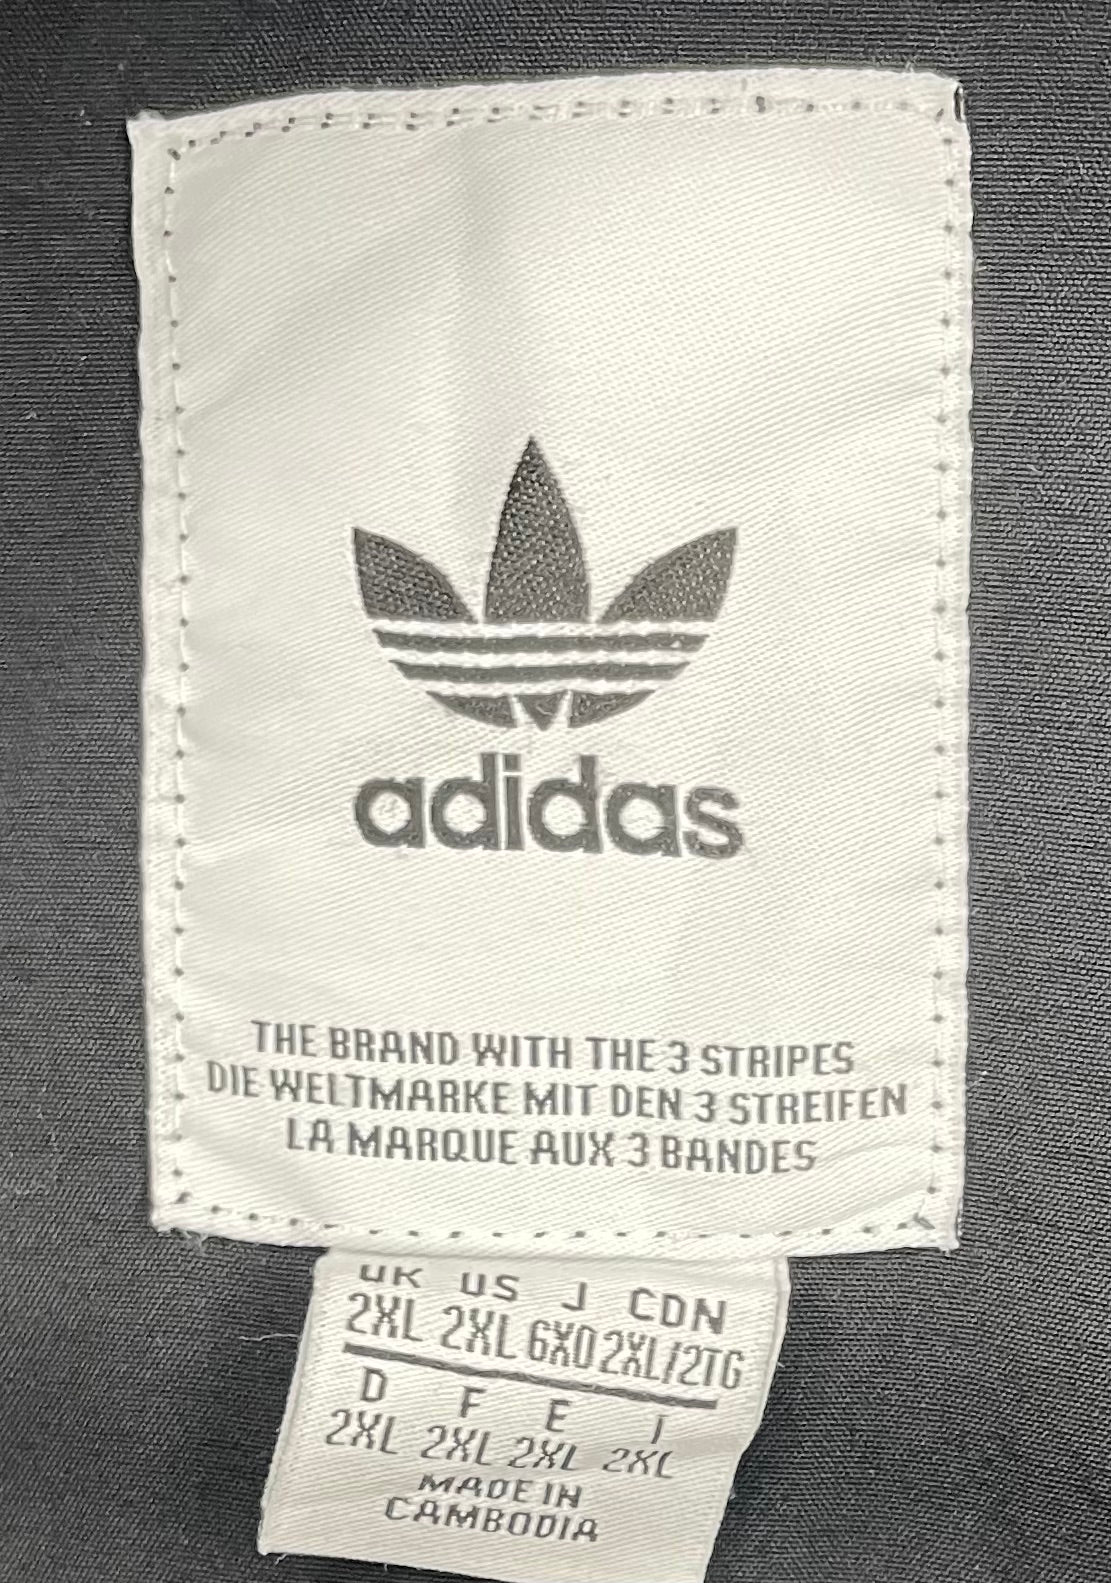 adidas
THE BRAND WITH THE 3 STRIPES
DIE WELTMARKE MIT DEN 3 STREIFEN
LA MARQUE AUX 3 BANDES
UK US J CDN
2XL 2XL 6XO 2XL/2TG
D F E I
2XL 2XL 2XL 2XL
MADE IN
CAMBODIA